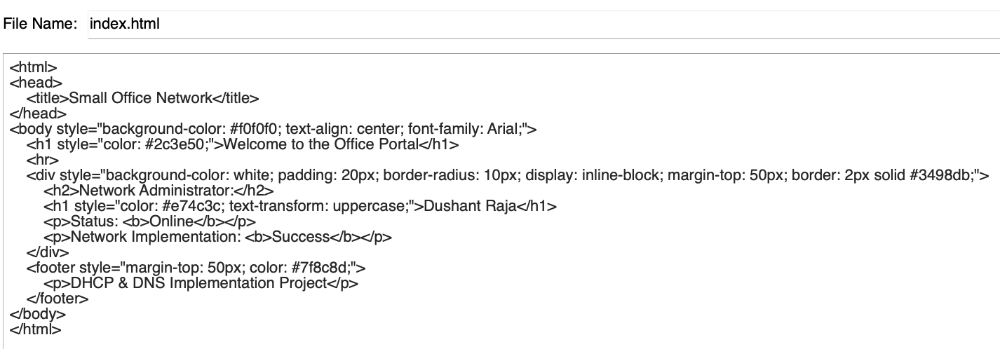 File Name: index.html
<html>
<head>
    <title>Small Office Network</title>
</head>
<body style="background-color: #f0f0f0; text-align: center; font-family: Arial;">
    <h1 style="color: #2c3e50;">Welcome to the Office Portal</h1>
    <hr>
    <div style="background-color: white; padding: 20px; border-radius: 10px; display: inline-block; margin-top: 50px; border: 2px solid #3498db;">
        <h2>Network Administrator:</h2>
        <h1 style="color: #e74c3c; text-transform: uppercase;">Dushant Raja</h1>
        <p>Status: <b>Online</b></p>
        <p>Network Implementation: <b>Success</b></p>
    </div>
    <footer style="margin-top: 50px; color: #7f8c8d;">
        <p>DHCP & DNS Implementation Project</p>
    </footer>
</body>
</html>